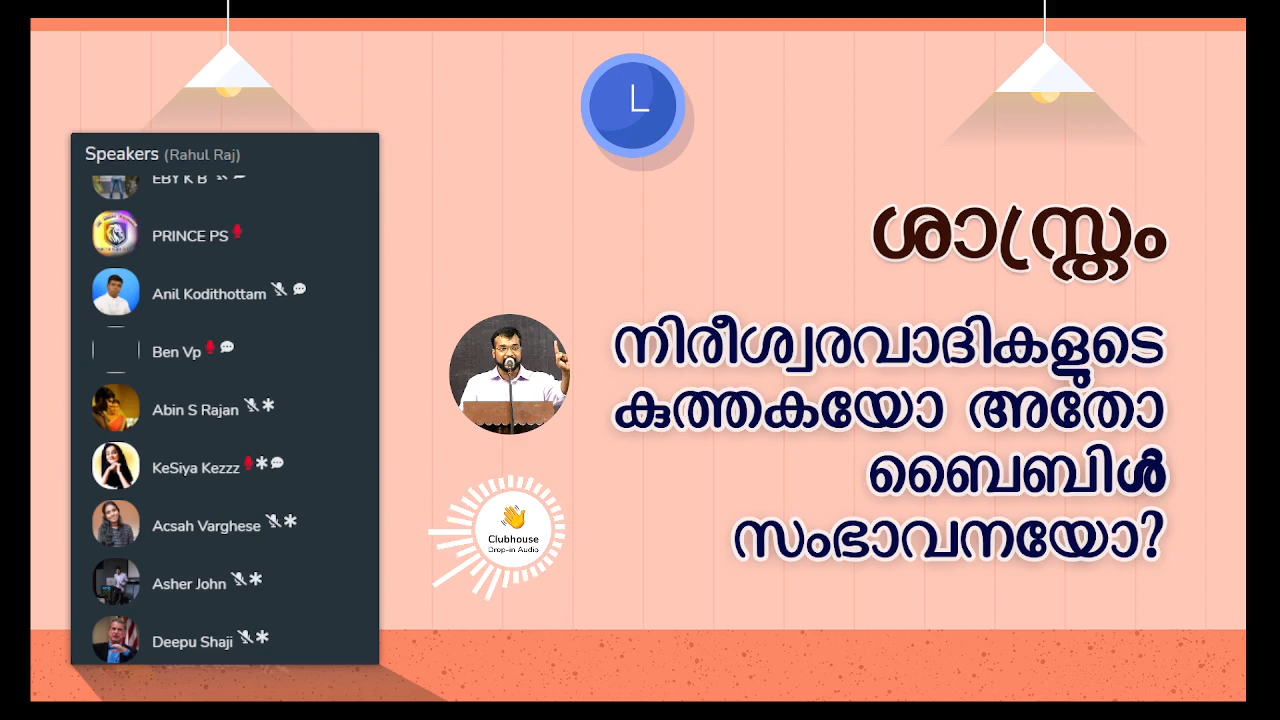 Speakers (Rahul Raj)
EBY K B
PRINCE PS
Anil Kodithottam
Ben Vp
Abin S Rajan
KeSiya Kezzz
Acsah Varghese
Asher John
Deepu Shaji
Clubhouse
Drop-in Audio
ശാസ്ത്രം
നിരീശ്വരവാദികളുടെ
കുത്തകയോ അതോ
ബൈബിൾ
സംഭാവനയോ?